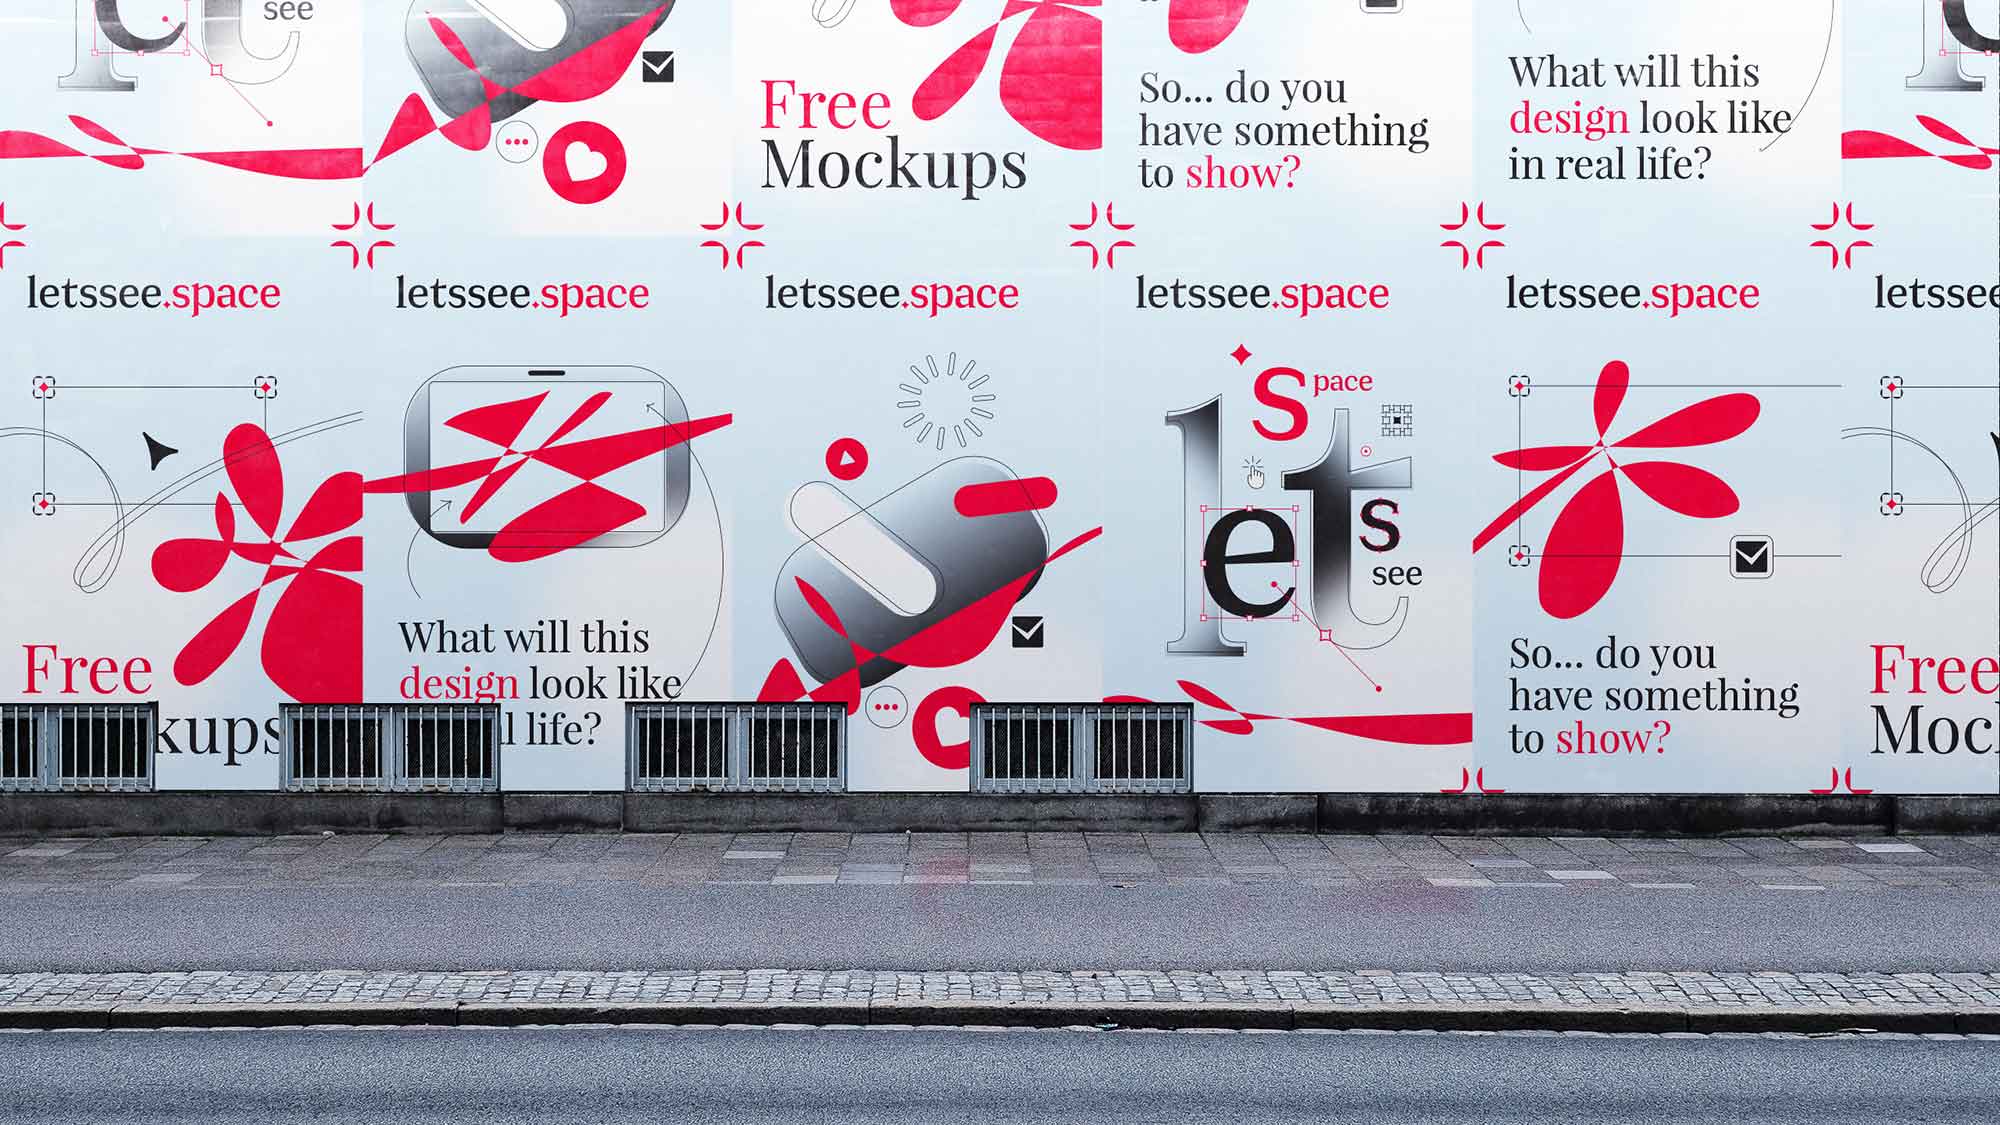 see
Free
Mockups
So... do you
have something
to show?
What will this
design look like
in real life?
letssee.space
letssee.space
letssee.space
letssee.space
letssee.space
letssee
Free
kups
What will this
design look like
l life?
space
lets
see
So... do you
have something
to show?
Free
Moc